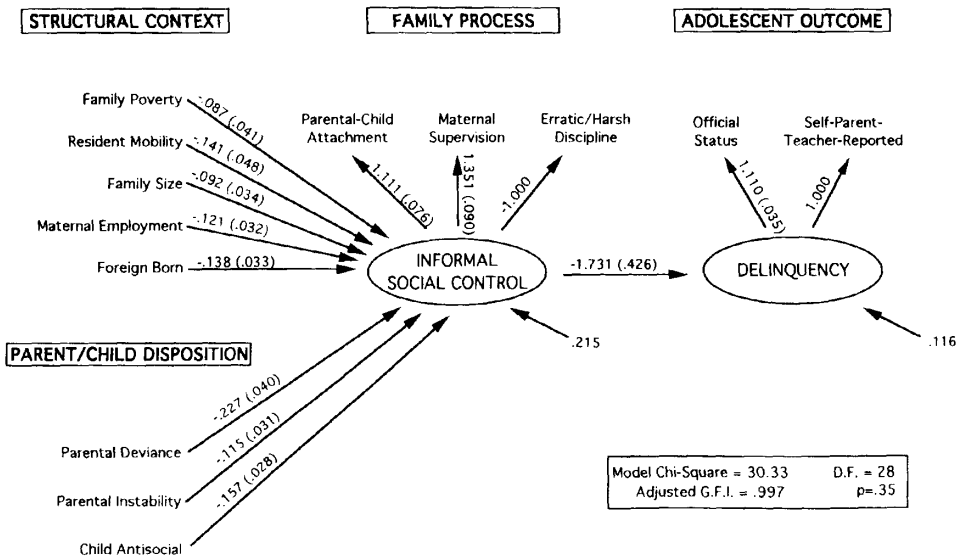 STRUCTURAL CONTEXT
FAMILY PROCESS
ADOLESCENT OUTCOME
Family Poverty
-.087 (.041)
Resident Mobility
-.141 (.048)
Family Size
-.092 (.034)
Maternal Employment
-.121 (.032)
Foreign Born
-.138 (.033)
Parental-Child
Attachment
Maternal
Supervision
Erratic/Harsh
Discipline
1.111 (.076)
1.351 (.090)
-1.000
INFORMAL
SOCIAL CONTROL
-1.731 (.426)
.215
Official
Status
Self-Parent-
Teacher-Reported
1.110 (.035)
1.000
DELINQUENCY
.116
PARENT/CHILD DISPOSITION
Parental Deviance
-.227 (.040)
Parental Instability
-.115 (.031)
Child Antisocial
-.157 (.028)
Model Chi-Square = 30.33 D.F. = 28
Adjusted G.F.I. = .997 p=.35